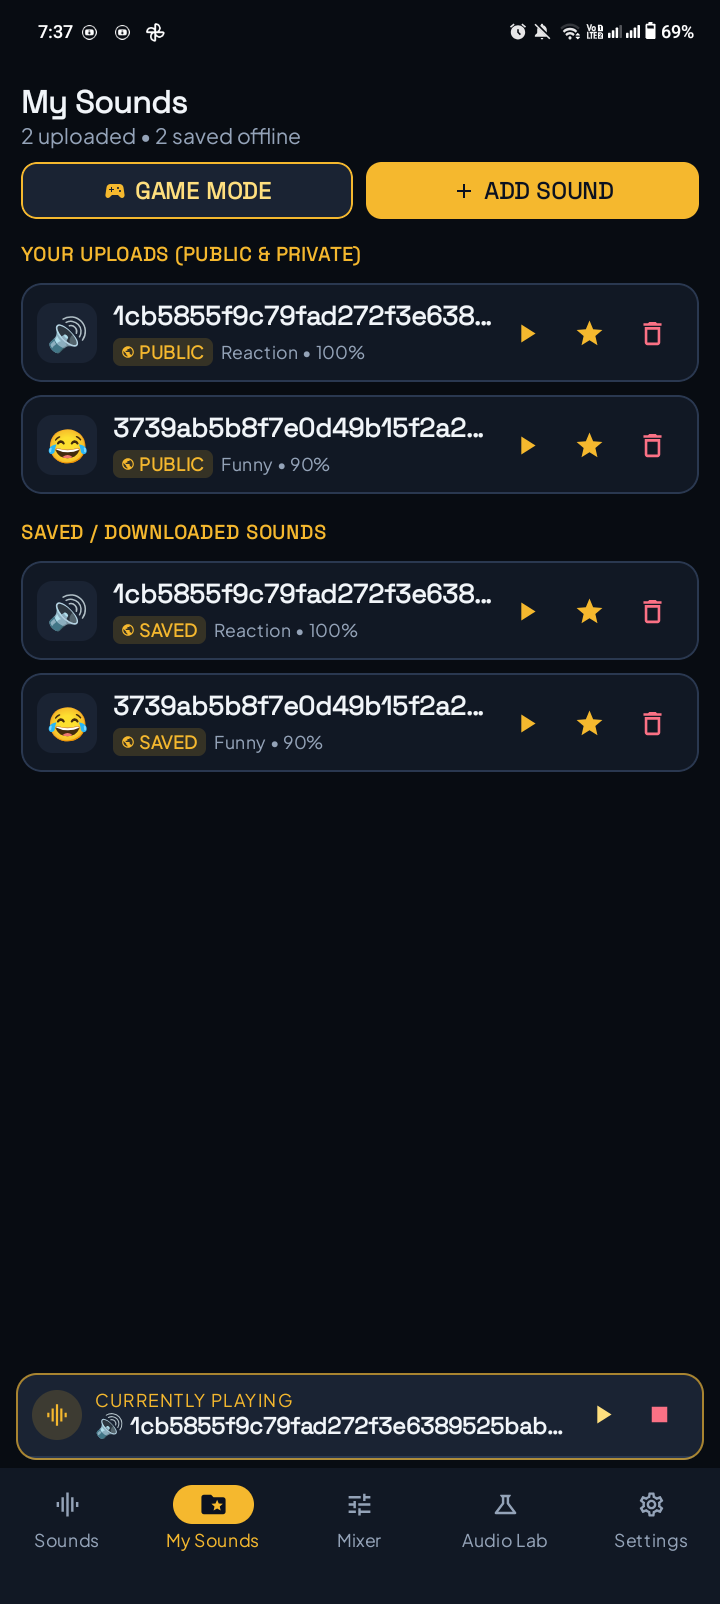 7:37
Vo D
LTE2
69%
My Sounds
2 uploaded • 2 saved offline
GAME MODE
+ ADD SOUND
YOUR UPLOADS (PUBLIC & PRIVATE)
1cb5855f9c79fad272f3e638...
PUBLIC Reaction • 100%
3739ab5b8f7e0d49b15f2a2...
PUBLIC Funny • 90%
SAVED / DOWNLOADED SOUNDS
1cb5855f9c79fad272f3e638...
SAVED Reaction • 100%
3739ab5b8f7e0d49b15f2a2...
SAVED Funny • 90%
CURRENTLY PLAYING
🔊 1cb5855f9c79fad272f3e6389525bab...
Sounds
My Sounds
Mixer
Audio Lab
Settings